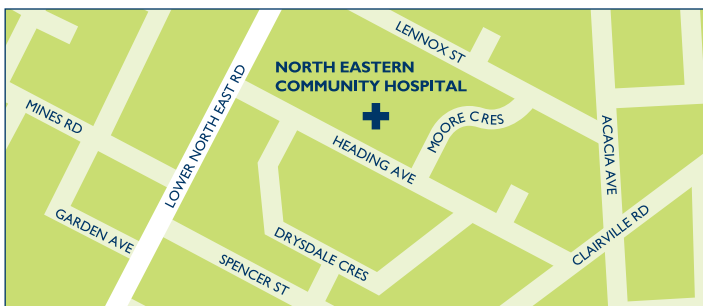 LENNOX ST
NORTH EASTERN
COMMUNITY HOSPITAL
MINES RD
LOWER NORTH EAST RD
MOORE CRES
HEADING AVE
ACACIA AVE
GARDEN AVE
DRYSDALE CRES
CLAIRVILLE RD
SPENCER ST